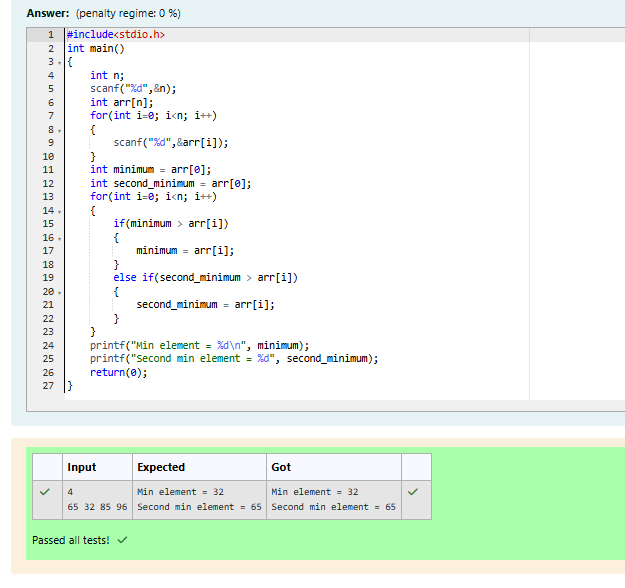 Answer: (penalty regime: 0 %)
1 #include<stdio.h>
2 int main()
3 {
4     int n;
5     scanf("%d",&n);
6     int arr[n];
7     for(int i=0; i<n; i++)
8     {
9         scanf("%d",&arr[i]);
10     }
11     int minimum = arr[0];
12     int second_minimum = arr[0];
13     for(int i=0; i<n; i++)
14     {
15         if(minimum > arr[i])
16         {
17             minimum = arr[i];
18         }
19         else if(second_minimum > arr[i])
20         {
21             second_minimum = arr[i];
22         }
23     }
24     printf("Min element = %d\n", minimum);
25     printf("Second min element = %d", second_minimum);
26     return(0);
27 }
Input Expected Got
4 Min element = 32 Min element = 32
65 32 85 96 Second min element = 65 Second min element = 65
Passed all tests!